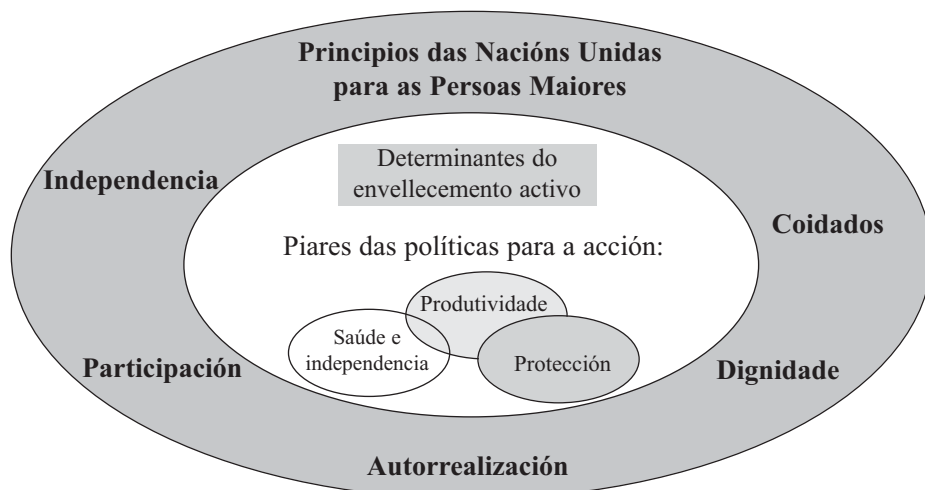 Principios das Nacións Unidas
para as Persoas Maiores
Independencia
Determinantes do
envellecemento activo
Coidados
Piares das políticas para a acción:
Produtividade
Saúde e
independencia
Protección
Participación
Dignidade
Autorrealización